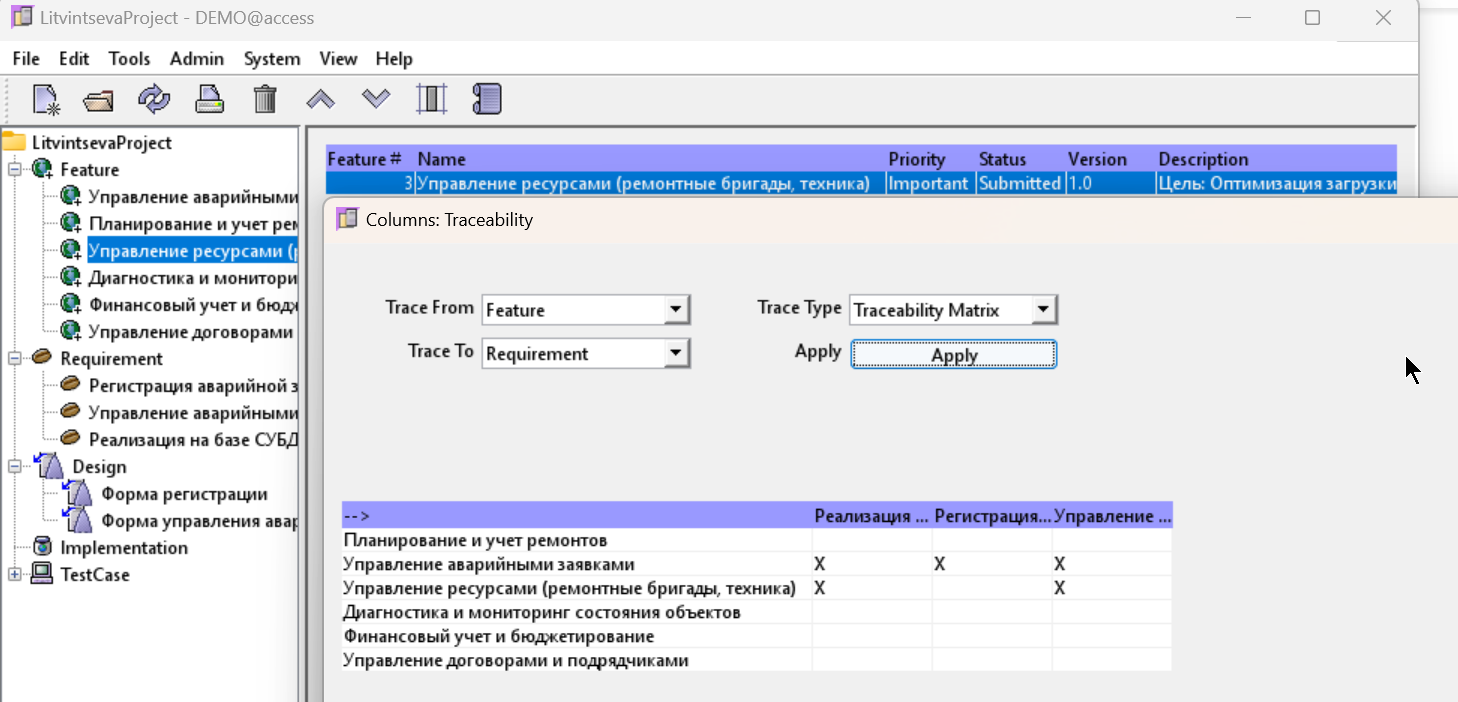 LitvintsevaProject - DEMO@access
File Edit Tools Admin System View Help
LitvintsevaProject
Feature
Управление аварийными
Планирование и учет рем
Управление ресурсами (р
Диагностика и монитори
Финансовый учет и бюдж
Управление договорами
Requirement
Регистрация аварийной з
Управление аварийными
Реализация на базе СУБД
Design
Форма регистрации
Форма управления авар
Implementation
TestCase
Feature # Name Priority Status Version Description
3 Управление ресурсами (ремонтные бригады, техника) Important Submitted 1.0 Цель: Оптимизация загрузки
Columns: Traceability
Trace From Feature Trace Type Traceability Matrix
Trace To Requirement Apply Apply
--> Реализация ... Регистрация... Управление ...
Планирование и учет ремонтов
Управление аварийными заявками X X X
Управление ресурсами (ремонтные бригады, техника) X X
Диагностика и мониторинг состояния объектов
Финансовый учет и бюджетирование
Управление договорами и подрядчиками